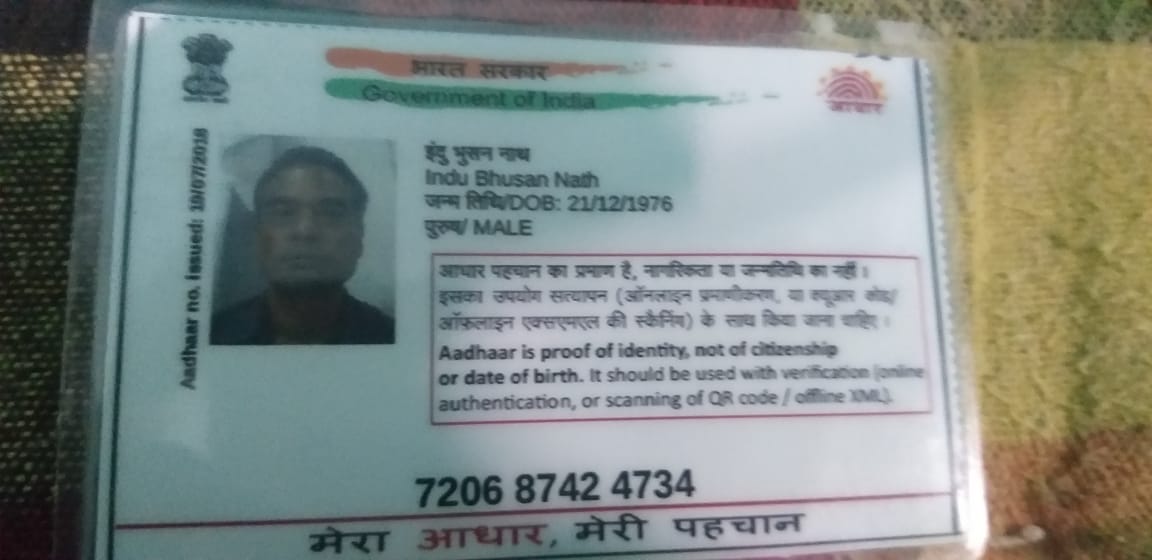 भारत सरकार
Government of India
आधार
Aadhaar no. issued: 19/07/2018
इंदु भुसन नाथ
Indu Bhusan Nath
जन्म तिथि/DOB: 21/12/1976
पुरुष/ MALE
आधार पहचान का प्रमाण है, नागरिकता या जन्मतिथि का नहीं।
इसका उपयोग सत्यापन (ऑनलाइन प्रमाणीकरण, या क्यूआर कोड/
ऑफ़लाइन एक्सएमएल की स्कैनिंग) के साथ किया जाना चाहिए।
Aadhaar is proof of identity, not of citizenship
or date of birth. It should be used with verification (online
authentication, or scanning of QR code / offline XML).
7206 8742 4734
मेरा आधार, मेरी पहचान